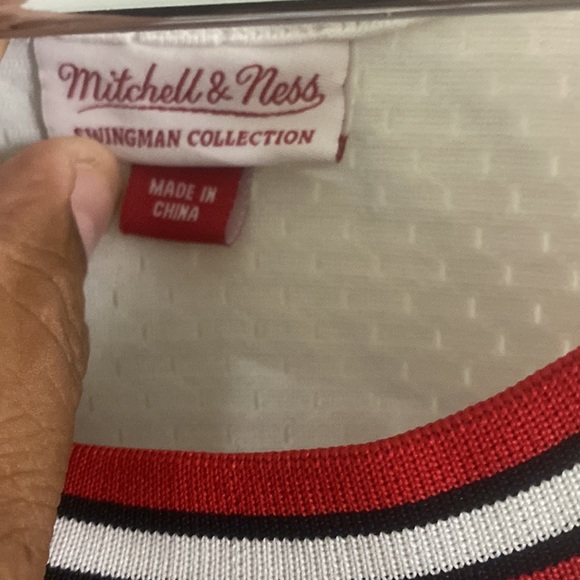 Mitchell & Ness
SWINGMAN COLLECTION
MADE IN
CHINA